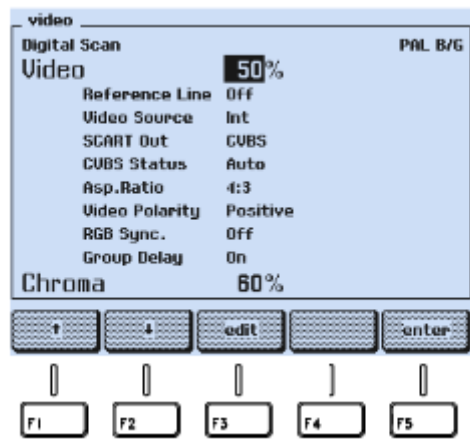 video
Digital Scan PAL B/G
Video 50%
Reference Line Off
Video Source Int
SCART Out CVBS
CVBS Status Auto
Asp.Ratio 4:3
Video Polarity Positive
RGB Sync. Off
Group Delay On
Chroma 60%
↑ ↓ edit enter
F1 F2 F3 F4 F5